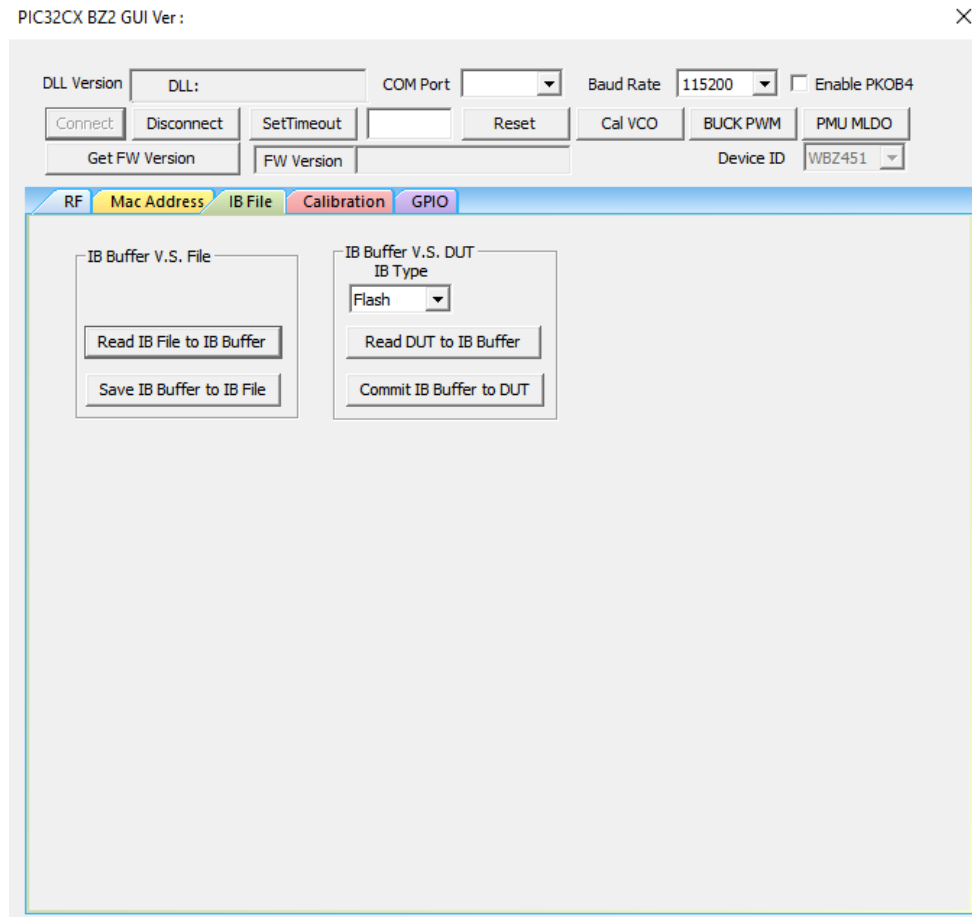 PIC32CX BZ2 GUI Ver :
DLL Version DLL: COM Port Baud Rate 115200 Enable PKOB4
Connect Disconnect SetTimeout Reset Cal VCO BUCK PWM PMU MLDO
Get FW Version FW Version Device ID WBZ451
RF Mac Address IB File Calibration GPIO
IB Buffer V.S. File
IB Buffer V.S. DUT
IB Type
Flash
Read IB File to IB Buffer
Read DUT to IB Buffer
Save IB Buffer to IB File
Commit IB Buffer to DUT